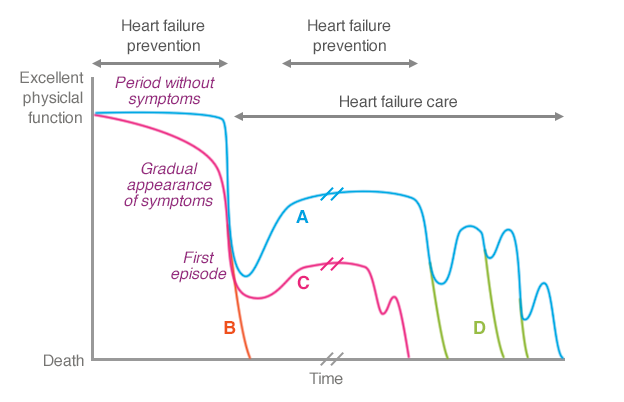 Heart failure
prevention
Heart failure
prevention
Excellent
physiclal
function
Period without
symptoms
Heart failure care
Gradual
appearance
of symptoms
A
First
episode
C
B
D
Death
Time